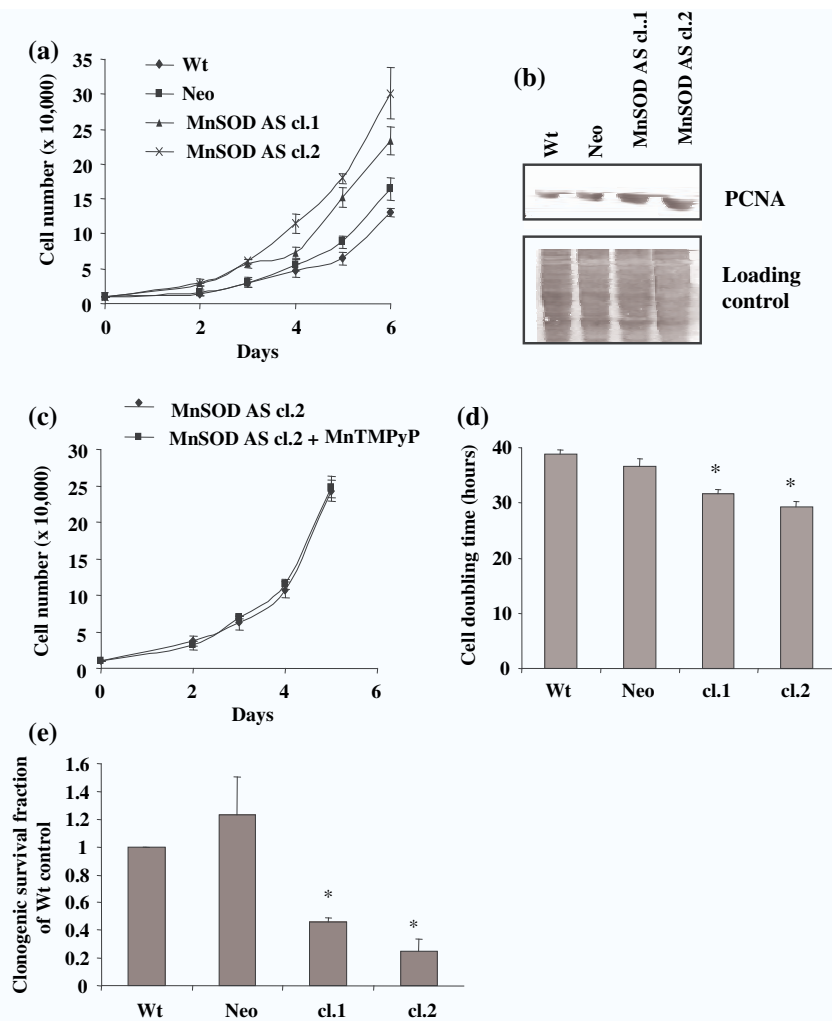 (a)
Wt
Neo
MnSOD AS cl.1
MnSOD AS cl.2
Cell number (x 10,000)
35
30
25
20
15
10
5
0
0 2 4 6
Days
(b)
Wt
Neo
MnSOD AS cl..1
MnSOD AS cl.2
PCNA
Loading
control
(c)
MnSOD AS cl.2
MnSOD AS cl.2 + MnTMPyP
Cell number (x 10,000)
30
25
20
15
10
5
0
0 2 4 6
Days
(d)
Cell doubling time (hours)
40
30
20
10
0
*
*
Wt Neo cl.1 cl.2
(e)
Clonogenic survival fraction
of Wt control
1.6
1.4
1.2
1
0.8
0.6
0.4
0.2
0
*
*
Wt Neo cl.1 cl.2